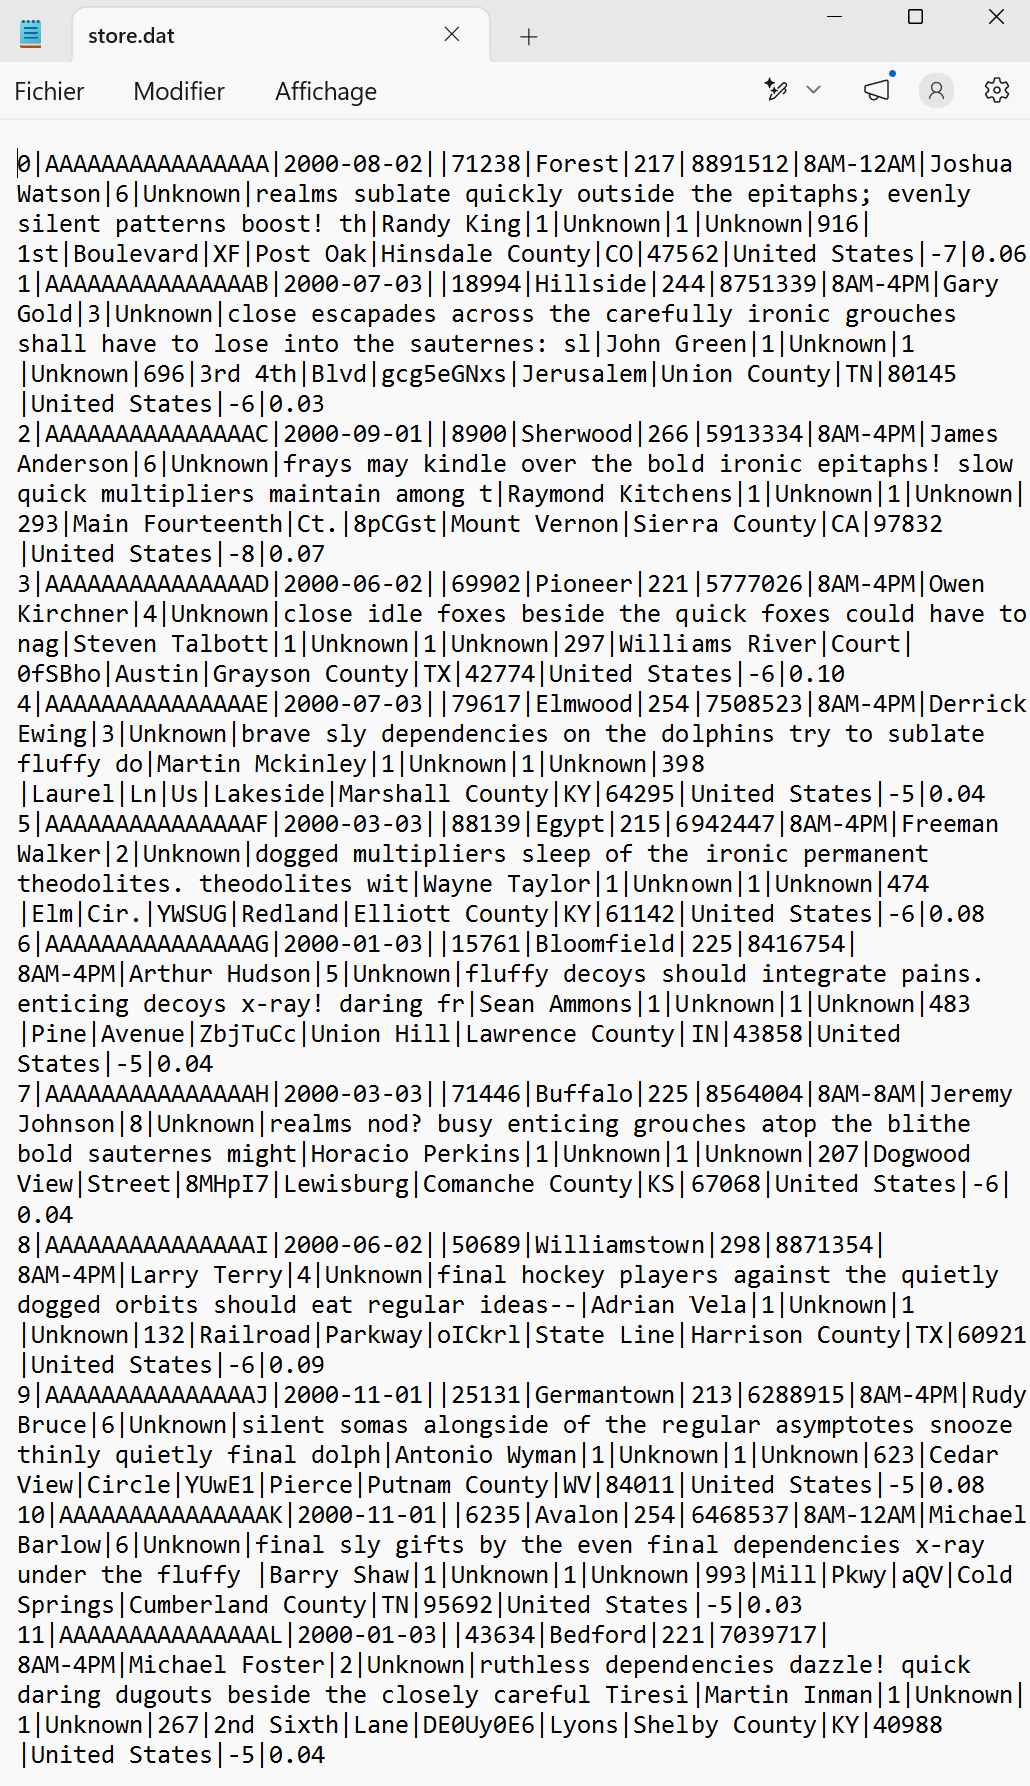 store.dat
Fichier Modifier Affichage
0|AAAAAAAAAAAAAAAA|2000-08-02||71238|Forest|217|8891512|8AM-12AM|Joshua
Watson|6|Unknown|realms sublate quickly outside the epitaphs; evenly
silent patterns boost! th|Randy King|1|Unknown|1|Unknown|916|
1st|Boulevard|XF|Post Oak|Hinsdale County|CO|47562|United States|-7|0.06
1|AAAAAAAAAAAAAAAB|2000-07-03||18994|Hillside|244|8751339|8AM-4PM|Gary
Gold|3|Unknown|close escapades across the carefully ironic grouches
shall have to lose into the sauternes: sl|John Green|1|Unknown|1
|Unknown|696|3rd 4th|Blvd|gcg5eGNxs|Jerusalem|Union County|TN|80145
|United States|-6|0.03
2|AAAAAAAAAAAAAAAC|2000-09-01||8900|Sherwood|266|5913334|8AM-4PM|James
Anderson|6|Unknown|frays may kindle over the bold ironic epitaphs! slow
quick multipliers maintain among t|Raymond Kitchens|1|Unknown|1|Unknown|
293|Main Fourteenth|Ct.|8pCGst|Mount Vernon|Sierra County|CA|97832
|United States|-8|0.07
3|AAAAAAAAAAAAAAAD|2000-06-02||69902|Pioneer|221|5777026|8AM-4PM|Owen
Kirchner|4|Unknown|close idle foxes beside the quick foxes could have to
nag|Steven Talbott|1|Unknown|1|Unknown|297|Williams River|Court|
0fSBho|Austin|Grayson County|TX|42774|United States|-6|0.10
4|AAAAAAAAAAAAAAAE|2000-07-03||79617|Elmwood|254|7508523|8AM-4PM|Derrick
Ewing|3|Unknown|brave sly dependencies on the dolphins try to sublate
fluffy do|Martin Mckinley|1|Unknown|1|Unknown|398
|Laurel|Ln|Us|Lakeside|Marshall County|KY|64295|United States|-5|0.04
5|AAAAAAAAAAAAAAAF|2000-03-03||88139|Egypt|215|6942447|8AM-4PM|Freeman
Walker|2|Unknown|dogged multipliers sleep of the ironic permanent
theodolites. theodolites wit|Wayne Taylor|1|Unknown|1|Unknown|474
|Elm|Cir.|YWSUG|Redland|Elliott County|KY|61142|United States|-6|0.08
6|AAAAAAAAAAAAAAAG|2000-01-03||15761|Bloomfield|225|8416754|
8AM-4PM|Arthur Hudson|5|Unknown|fluffy decoys should integrate pains.
enticing decoys x-ray! daring fr|Sean Ammons|1|Unknown|1|Unknown|483
|Pine|Avenue|ZbjTuCc|Union Hill|Lawrence County|IN|43858|United
States|-5|0.04
7|AAAAAAAAAAAAAAAH|2000-03-03||71446|Buffalo|225|8564004|8AM-8AM|Jeremy
Johnson|8|Unknown|realms nod? busy enticing grouches atop the blithe
bold sauternes might|Horacio Perkins|1|Unknown|1|Unknown|207|Dogwood
View|Street|8MHpI7|Lewisburg|Comanche County|KS|67068|United States|-6|
0.04
8|AAAAAAAAAAAAAAAI|2000-06-02||50689|Williamstown|298|8871354|
8AM-4PM|Larry Terry|4|Unknown|final hockey players against the quietly
dogged orbits should eat regular ideas--|Adrian Vela|1|Unknown|1
|Unknown|132|Railroad|Parkway|oICkrl|State Line|Harrison County|TX|60921
|United States|-6|0.09
9|AAAAAAAAAAAAAAAJ|2000-11-01||25131|Germantown|213|6288915|8AM-4PM|Rudy
Bruce|6|Unknown|silent somas alongside of the regular asymptotes snooze
thinly quietly final dolph|Antonio Wyman|1|Unknown|1|Unknown|623|Cedar
View|Circle|YUwE1|Pierce|Putnam County|WV|84011|United States|-5|0.08
10|AAAAAAAAAAAAAAAK|2000-11-01||6235|Avalon|254|6468537|8AM-12AM|Michael
Barlow|6|Unknown|final sly gifts by the even final dependencies x-ray
under the fluffy |Barry Shaw|1|Unknown|1|Unknown|993|Mill|Pkwy|aQV|Cold
Springs|Cumberland County|TN|95692|United States|-5|0.03
11|AAAAAAAAAAAAAAAL|2000-01-03||43634|Bedford|221|7039717|
8AM-4PM|Michael Foster|2|Unknown|ruthless dependencies dazzle! quick
daring dugouts beside the closely careful Tiresi|Martin Inman|1|Unknown|
1|Unknown|267|2nd Sixth|Lane|DE0Uy0E6|Lyons|Shelby County|KY|40988
|United States|-5|0.04